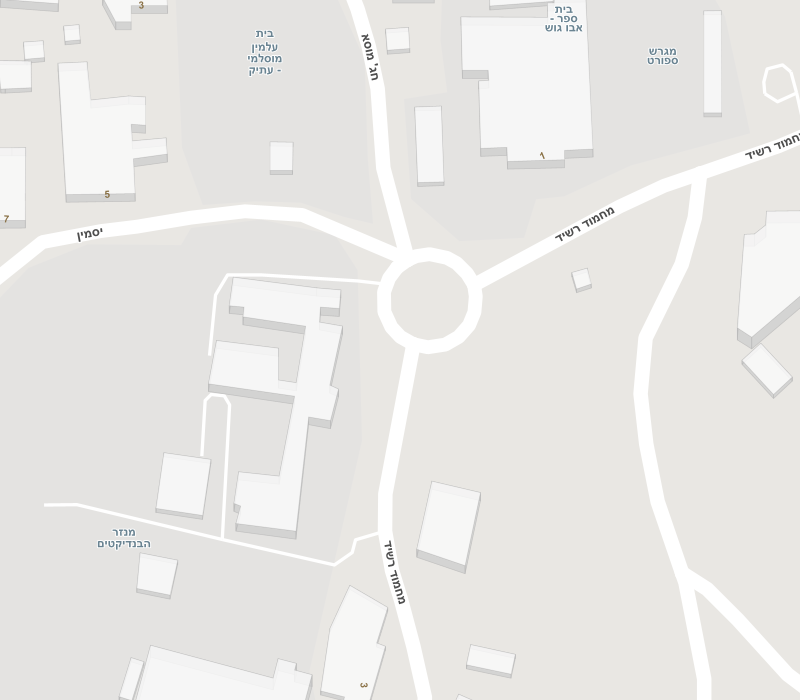 3
בית
ספר -
אבו גוש
בית
עלמין
מוסלמי
- עתיק
חג' מוסא
מגרש
ספורט
מחמוד רשיד
1
5
7
יסמין
מחמוד רשיד
מנזר
הבנדיקטים
מחמוד רשיד
3